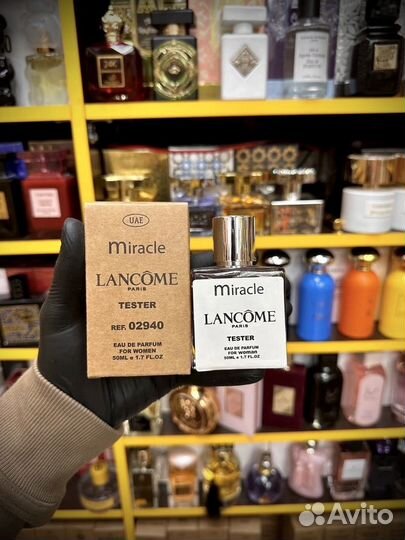 UAE
miracle
LANCÔME
PARIS
TESTER
REF. 02940
EAU DE PARFUM
FOR WOMEN
50ML e 1.7 FL.OZ
miracle
LANCÔME
PARIS
TESTER
EAU DE PARFUM
FOR woman
50ML e 1.7 FL.OZ
Avito